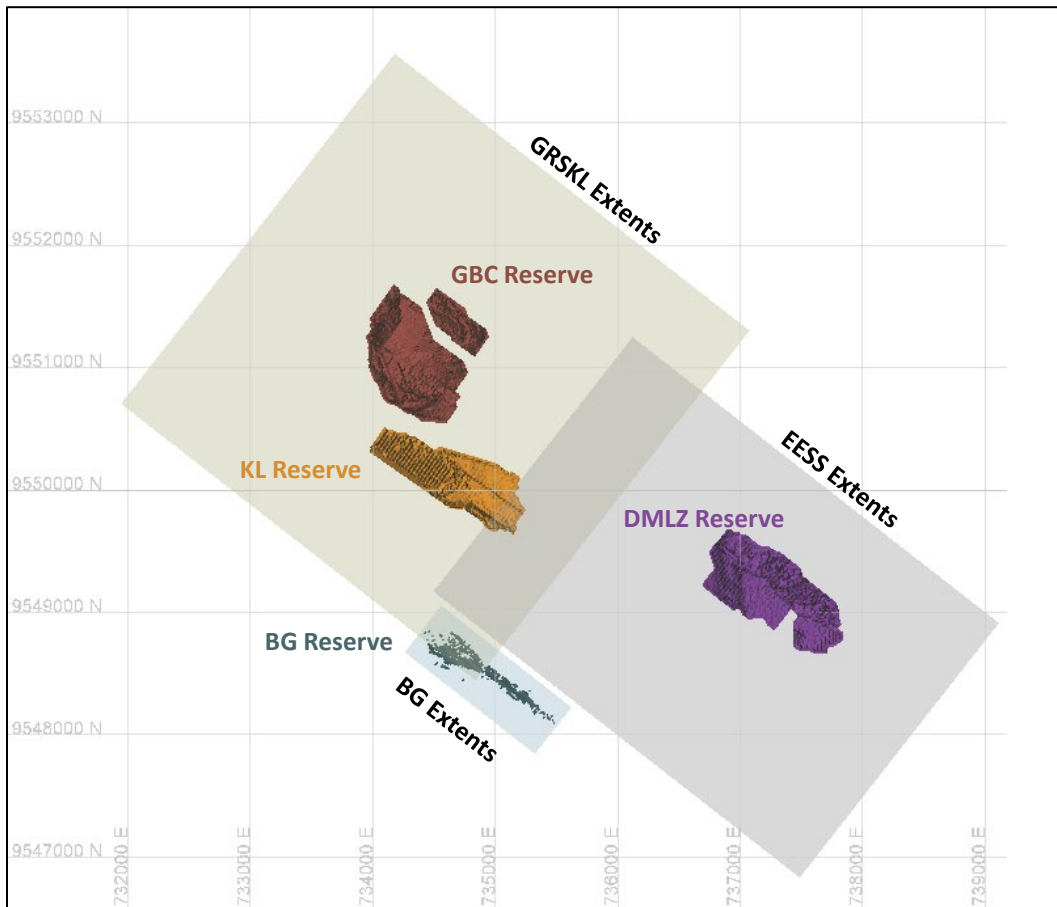 9553000 N
GRSKL Extents
9552000 N
GBC Reserve
9551000 N
KL Reserve
9550000 N
EESS Extents
DMLZ Reserve
9549000 N
BG Reserve
BG Extents
9548000 N
9547000 N
732000 E
733000 E
734000 E
735000 E
736000 E
737000 E
738000 E
739000 E